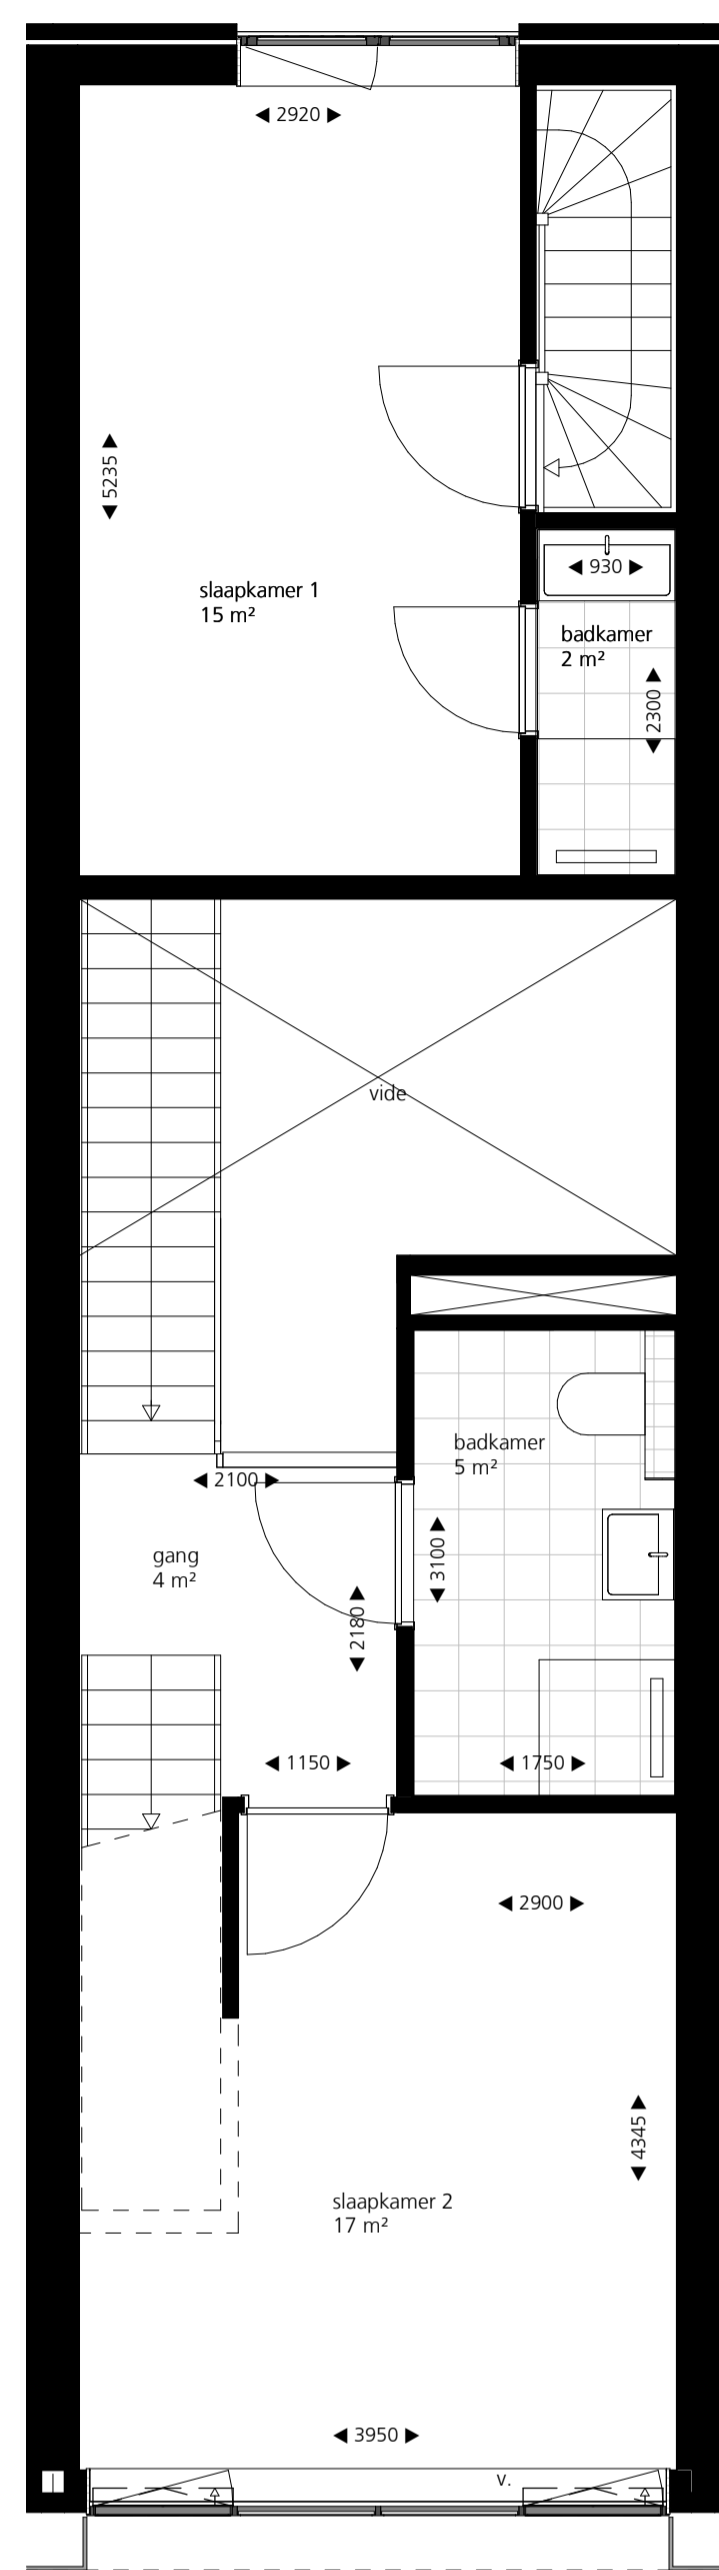 2920
5235
slaapkamer 1
15 m²
930
badkamer
2 m²
2300
vide
badkamer
5 m²
2100
gang
4 m²
3100
2180
1150
1750
2900
4345
slaapkamer 2
17 m²
3950
v.